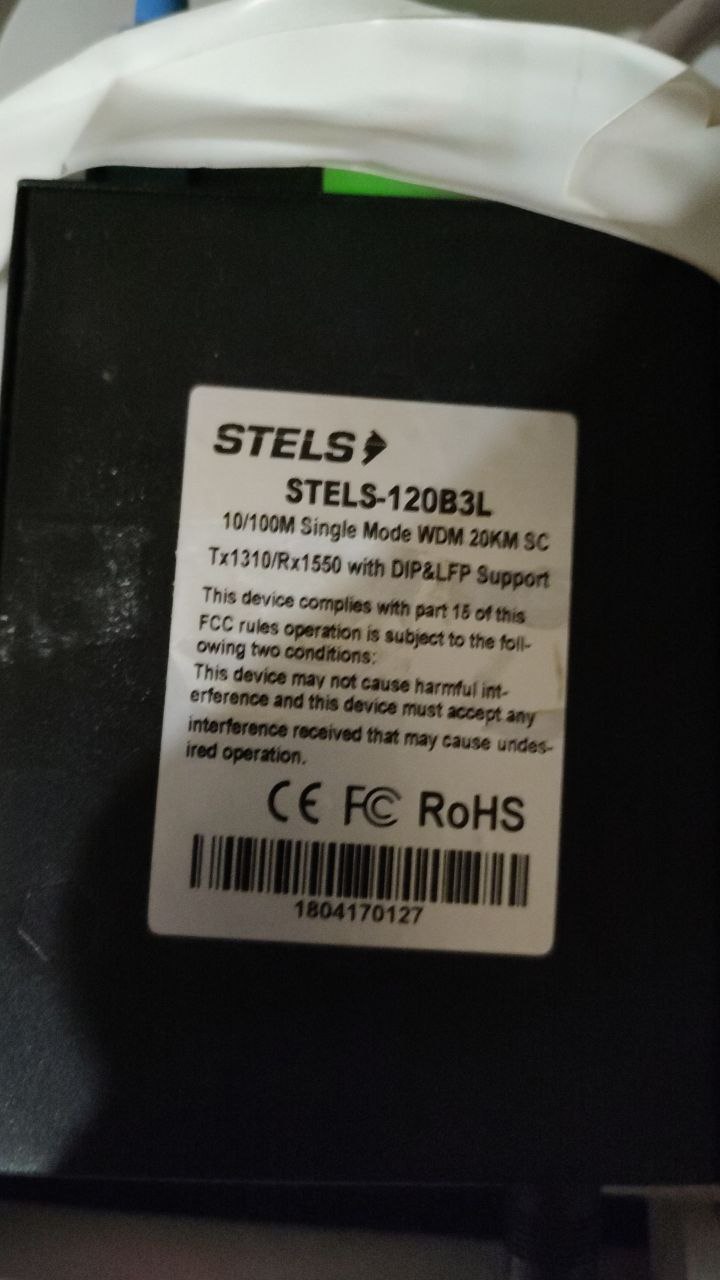 STELS
STELS-120B3L
10/100M Single Mode WDM 20KM SC
Tx1310/Rx1550 with DIP&LFP Support
This device complies with part 15 of this
FCC rules operation is subject to the foll-
owing two conditions:
This device may not cause harmful int-
erference and this device must accept any
interference received that may cause undes-
ired operation.
CE FC RoHS
1804170127